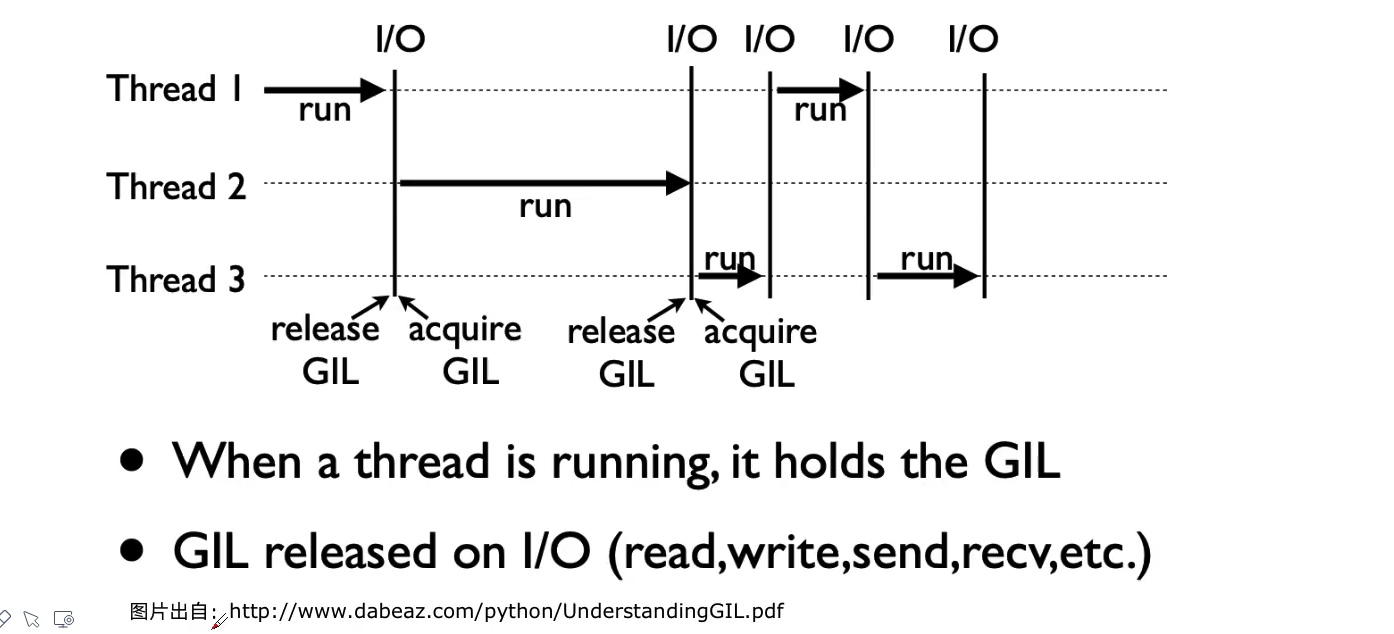 I/O I/O I/O I/O I/O
Thread 1
run run
Thread 2
run
Thread 3
run run
release acquire release acquire
GIL GIL GIL GIL
• When a thread is running, it holds the GIL
• GIL released on I/O (read,write,send,recv,etc.)
图片出自：http://www.dabeaz.com/python/UnderstandingGIL.pdf